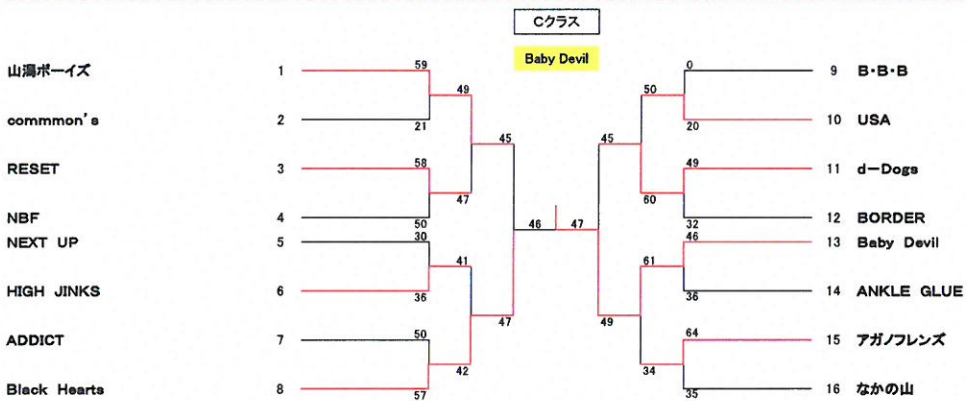 Cクラス
Baby Devil
山潟ボーイズ 1 59 0 9 B・B・B
49 50
commmon's 2 21 20 10 USA
45 45
RESET 3 58 49 11 d－Dogs
47 60
NBF 4 50 32 12 BORDER
46 47
NEXT UP 5 30 46 13 Baby Devil
41 61
HIGH JINKS 6 36 36 14 ANKLE GLUE
47 49
ADDICT 7 50 64 15 アガノフレンズ
42 34
Black Hearts 8 57 35 16 なかの山